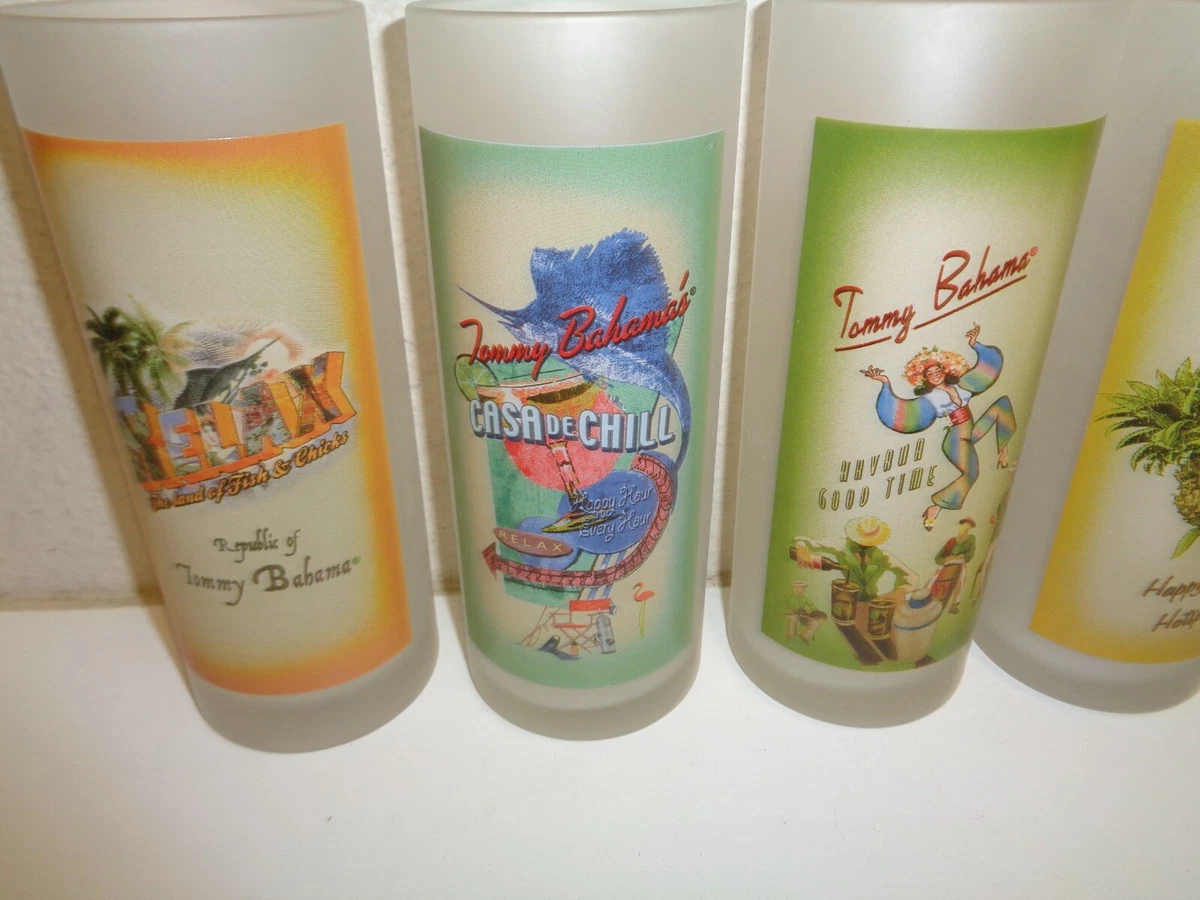 RELAX
The land of Fish & Chicks
Republic of
Tommy Bahama®
Tommy Bahama's®
CASA DE CHILL
Happy Hour
Every Hour
RELAX
Tommy Bahama®
HAVANA
GOOD TIME